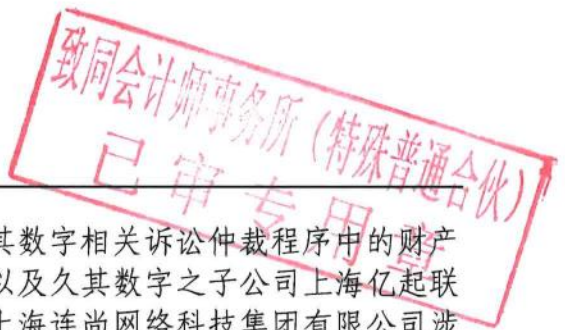 致同会计师事务所（特殊普通合伙）
已审专用章
其数字相关诉讼仲裁程序中的财产
以及久其数字之子公司上海亿起联
上海连尚网络科技集团有限公司涉